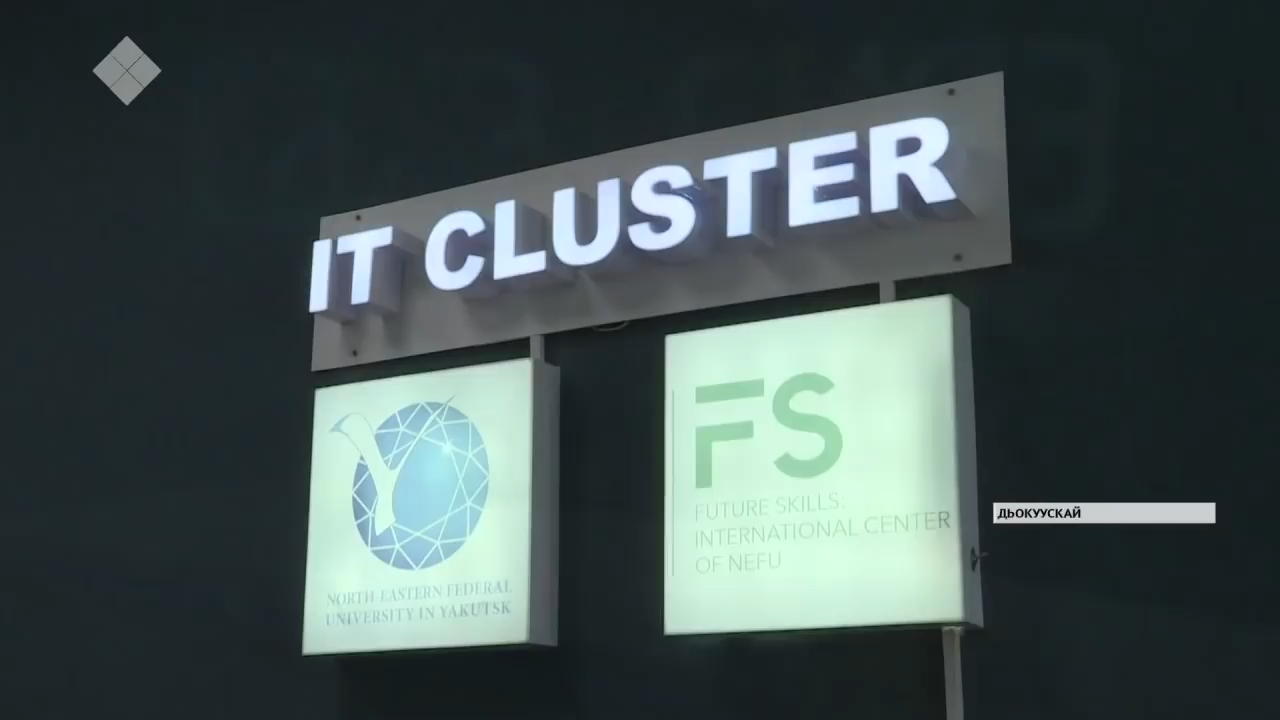 IT CLUSTER
NORTH-EASTERN FEDERAL
UNIVERSITY IN YAKUTSK
FS
FUTURE SKILLS:
INTERNATIONAL CENTER
OF NEFU
ДЬОКУУСКАЙ